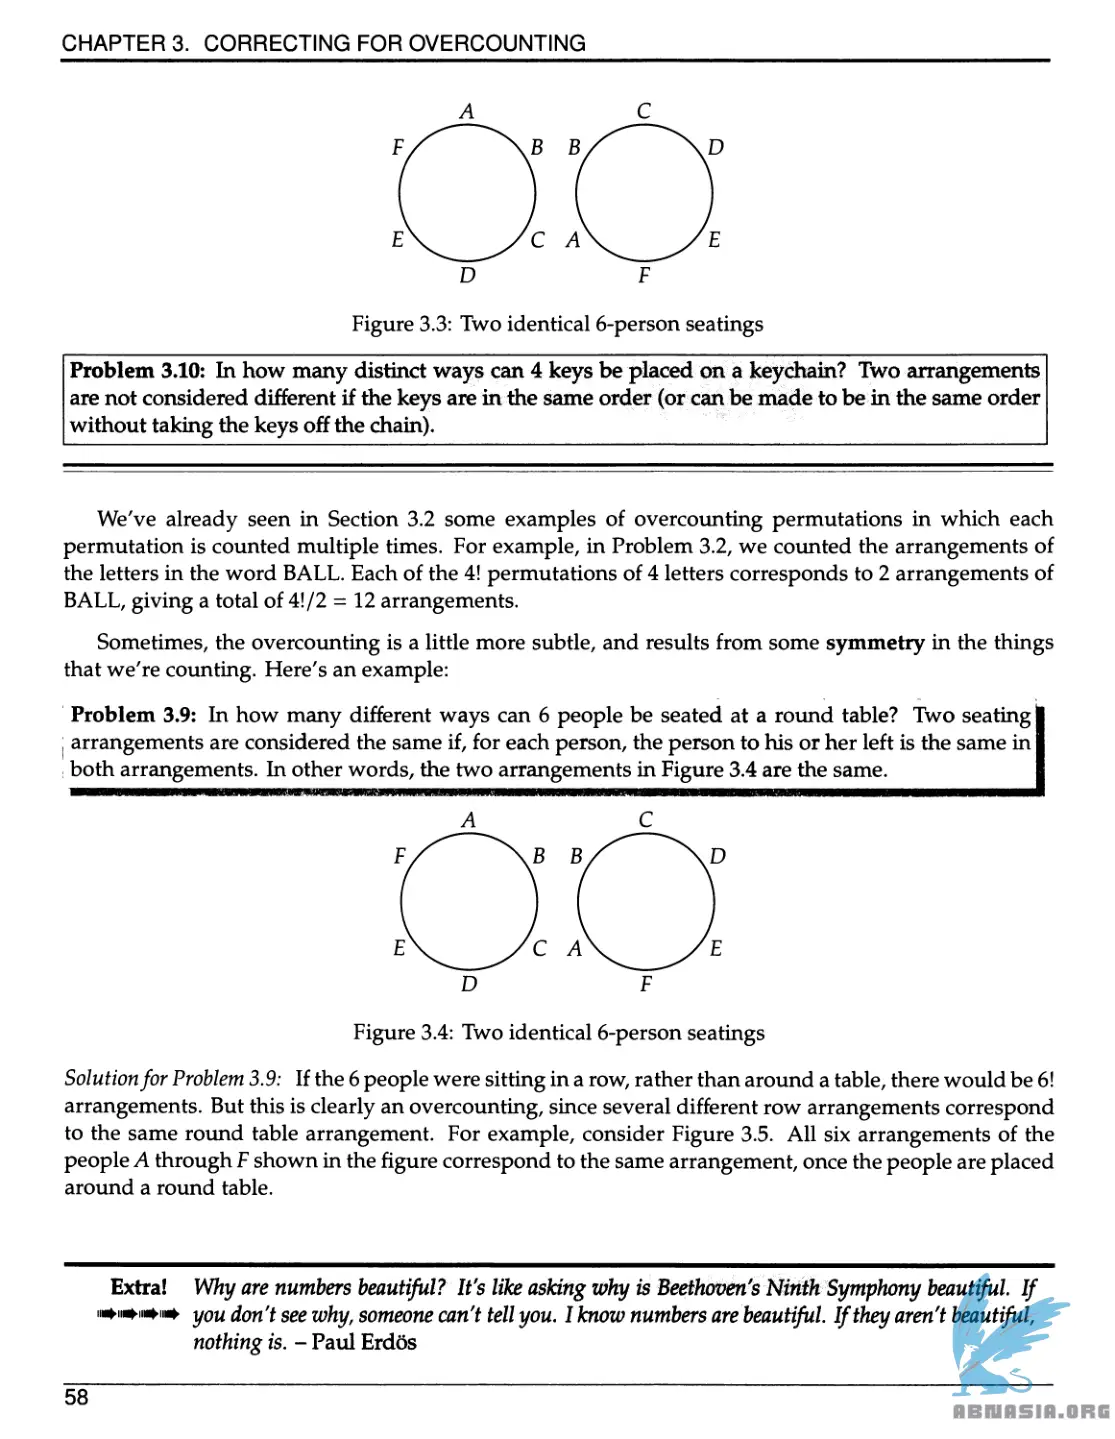 CHAPTER 3. CORRECTING FOR OVERCOUNTING
A C
F B B D
E C A E
D F
Figure 3.3: Two identical 6-person seatings
Problem 3.10: In how many distinct ways can 4 keys be placed on a keychain? Two arrangements
are not considered different if the keys are in the same order (or can be made to be in the same order
without taking the keys off the chain).
We've already seen in Section 3.2 some examples of overcounting permutations in which each
permutation is counted multiple times. For example, in Problem 3.2, we counted the arrangements of
the letters in the word BALL. Each of the 4! permutations of 4 letters corresponds to 2 arrangements of
BALL, giving a total of 4!/2 = 12 arrangements.
Sometimes, the overcounting is a little more subtle, and results from some symmetry in the things
that we're counting. Here's an example:
Problem 3.9: In how many different ways can 6 people be seated at a round table? Two seating
arrangements are considered the same if, for each person, the person to his or her left is the same in
both arrangements. In other words, the two arrangements in Figure 3.4 are the same.
A C
F B B D
E C A E
D F
Figure 3.4: Two identical 6-person seatings
Solution for Problem 3.9: If the 6 people were sitting in a row, rather than around a table, there would be 6!
arrangements. But this is clearly an overcounting, since several different row arrangements correspond
to the same round table arrangement. For example, consider Figure 3.5. All six arrangements of the
people A through F shown in the figure correspond to the same arrangement, once the people are placed
around a round table.
Extra! Why are numbers beautiful? It's like asking why is Beethoven's Ninth Symphony beautiful. If
you don't see why, someone can't tell you. I know numbers are beautiful. If they aren't beautiful,
nothing is. – Paul Erdös
58
ABNASIA.ORG